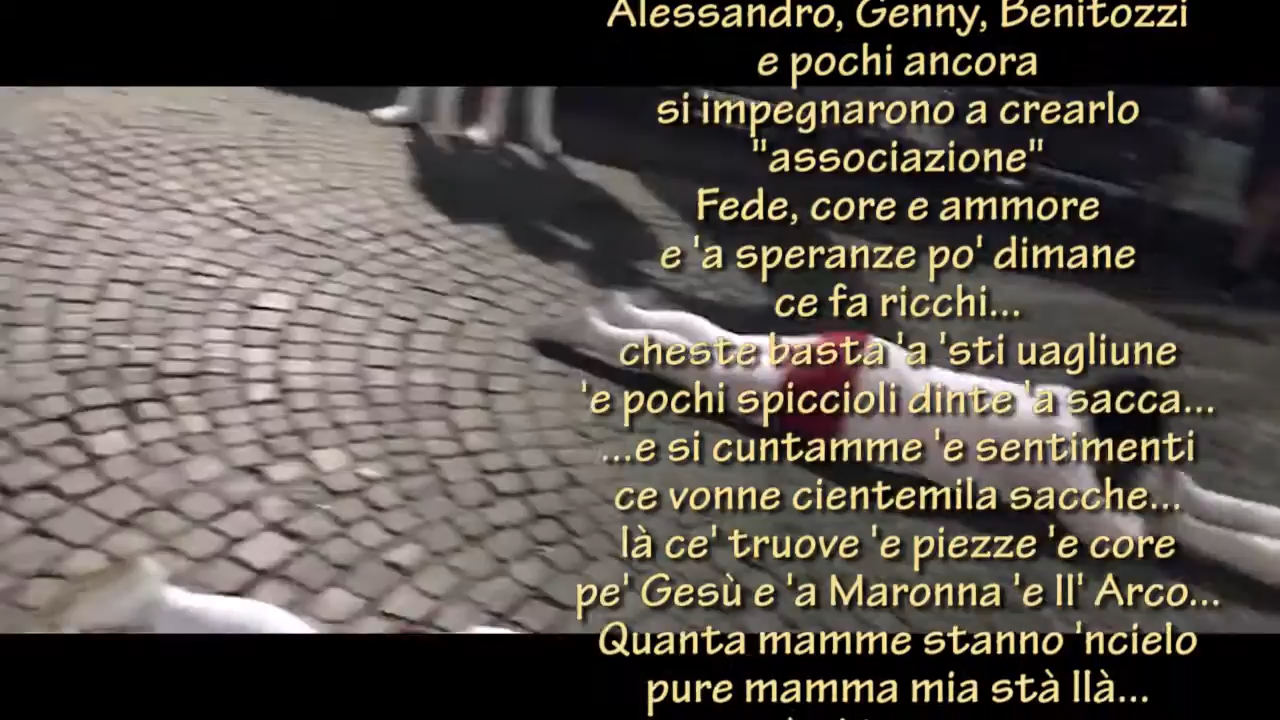 Alessandro, Genny, Benitozzi
e pochi ancora
si impegnarono a crearlo
"associazione"
Fede, core e ammore
e 'a speranze po' dimane
ce fa ricchi...
cheste basta 'a 'sti uagliune
'e pochi spiccioli dinte 'a sacca...
...e si cuntamme 'e sentimenti
ce vonne cientemila sacche...
là ce' truove 'e piezze 'e core
pe' Gesù e 'a Maronna 'e ll' Arco...
Quanta mamme stanno 'ncielo
pure mamma mia stà llà...